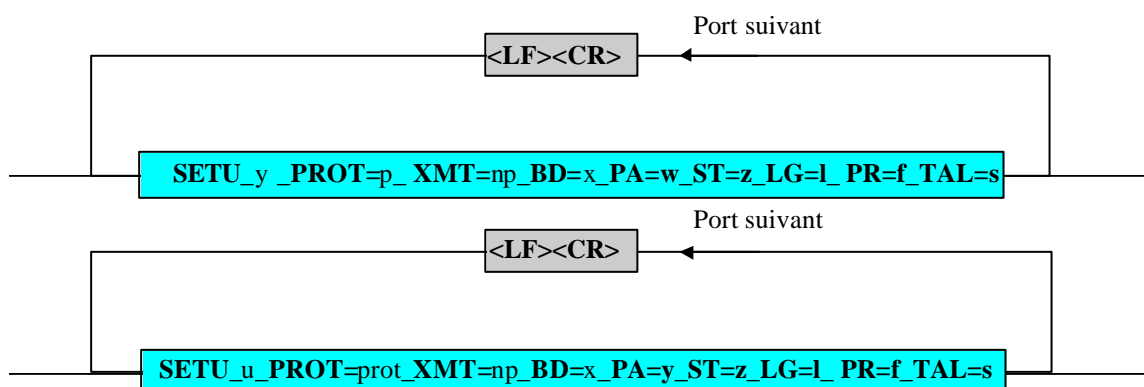 Port suivant
<LF><CR>
SETU_y _PROT=p_ XMT=np_BD=x_PA=w_ST=z_LG=l_ PR=f_TAL=s
Port suivant
<LF><CR>
SETU_u_PROT=prot_XMT=np_BD=x_PA=y_ST=z_LG=l_ PR=f_TAL=s